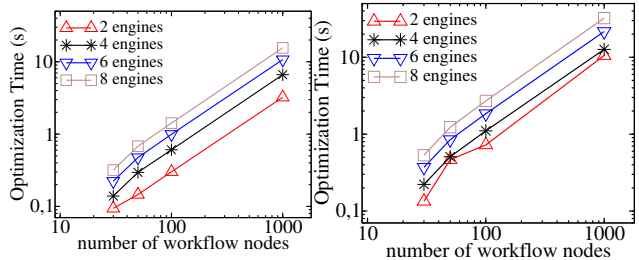 Optimization Time (s)
10
1
0,1
2 engines
4 engines
6 engines
8 engines
10
100
1000
number of workflow nodes
Optimization Time (s)
10
1
0,1
2 engines
4 engines
6 engines
8 engines
10
100
1000
number of workflow nodes